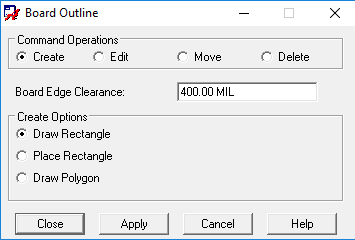 Board Outline
Command Operations
Create Edit Move Delete
Board Edge Clearance: 400.00 MIL
Create Options
Draw Rectangle
Place Rectangle
Draw Polygon
Close Apply Cancel Help